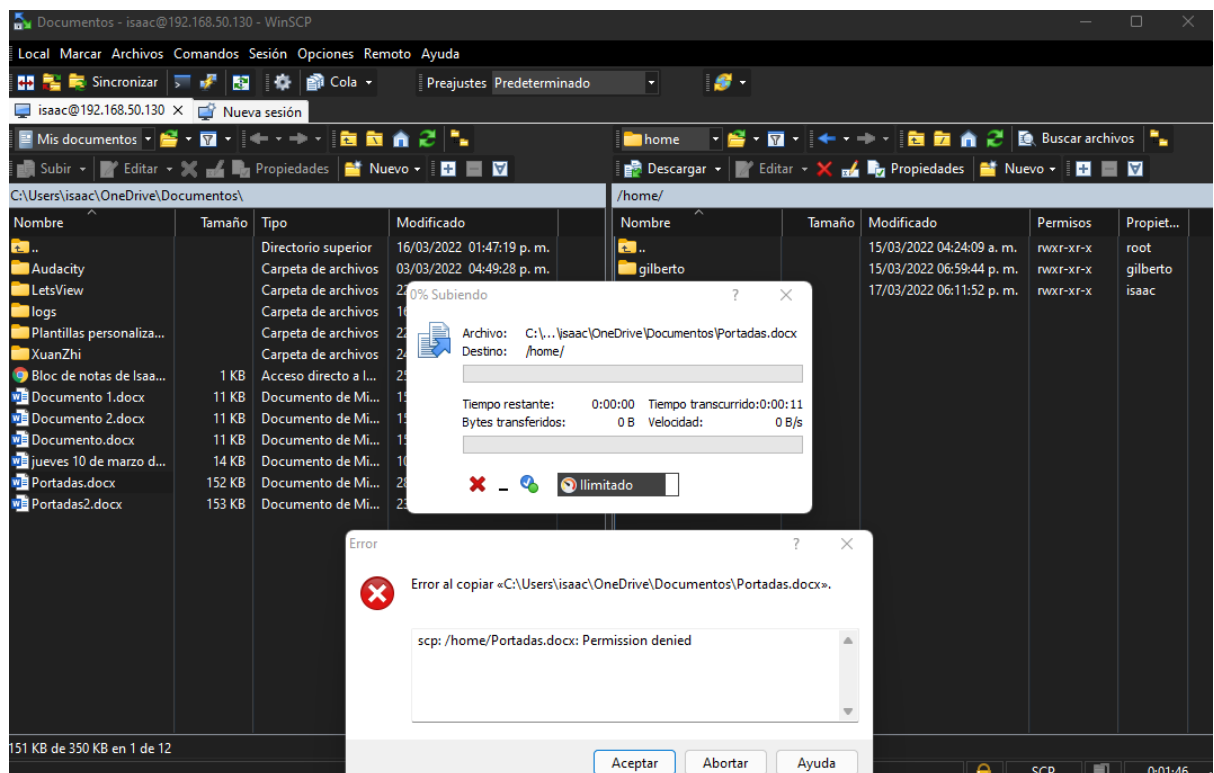 Documentos - isaac@192.168.50.130 - WinSCP
Local Marcar Archivos Comandos Sesión Opciones Remoto Ayuda
Sincronizar Cola Preajustes Predeterminado
isaac@192.168.50.130 Nueva sesión
Mis documentos home Buscar archivos
Subir Editar Propiedades Nuevo Descargar Editar Propiedades Nuevo
C:\Users\isaac\OneDrive\Documentos\ /home/
Nombre Tamaño Tipo Modificado Nombre Tamaño Modificado Permisos Propiet...
.. Directorio superior 16/03/2022 01:47:19 p. m. .. 15/03/2022 04:24:09 a. m. rwxr-xr-x root
Audacity Carpeta de archivos 03/03/2022 04:49:28 p. m. gilberto 15/03/2022 06:59:44 p. m. rwxr-xr-x gilberto
LetsView Carpeta de archivos 17/03/2022 06:11:52 p. m. rwxr-xr-x isaac
logs Carpeta de archivos
Plantillas personaliza... Carpeta de archivos
XuanZhi Carpeta de archivos
Bloc de notas de Isaa... 1 KB Acceso directo a I...
Documento 1.docx 11 KB Documento de Mi...
Documento 2.docx 11 KB Documento de Mi...
Documento.docx 11 KB Documento de Mi...
jueves 10 de marzo d... 14 KB Documento de Mi...
Portadas.docx 152 KB Documento de Mi...
Portadas2.docx 153 KB Documento de Mi...
0% Subiendo ?
Archivo: C:\...\isaac\OneDrive\Documentos\Portadas.docx
Destino: /home/
Tiempo restante: 0:00:00 Tiempo transcurrido:0:00:11
Bytes transferidos: 0 B Velocidad: 0 B/s
Ilimitado
Error ?
Error al copiar «C:\Users\isaac\OneDrive\Documentos\Portadas.docx».
scp: /home/Portadas.docx: Permission denied
Aceptar Abortar Ayuda
151 KB de 350 KB en 1 de 12
SCP 0:01:46